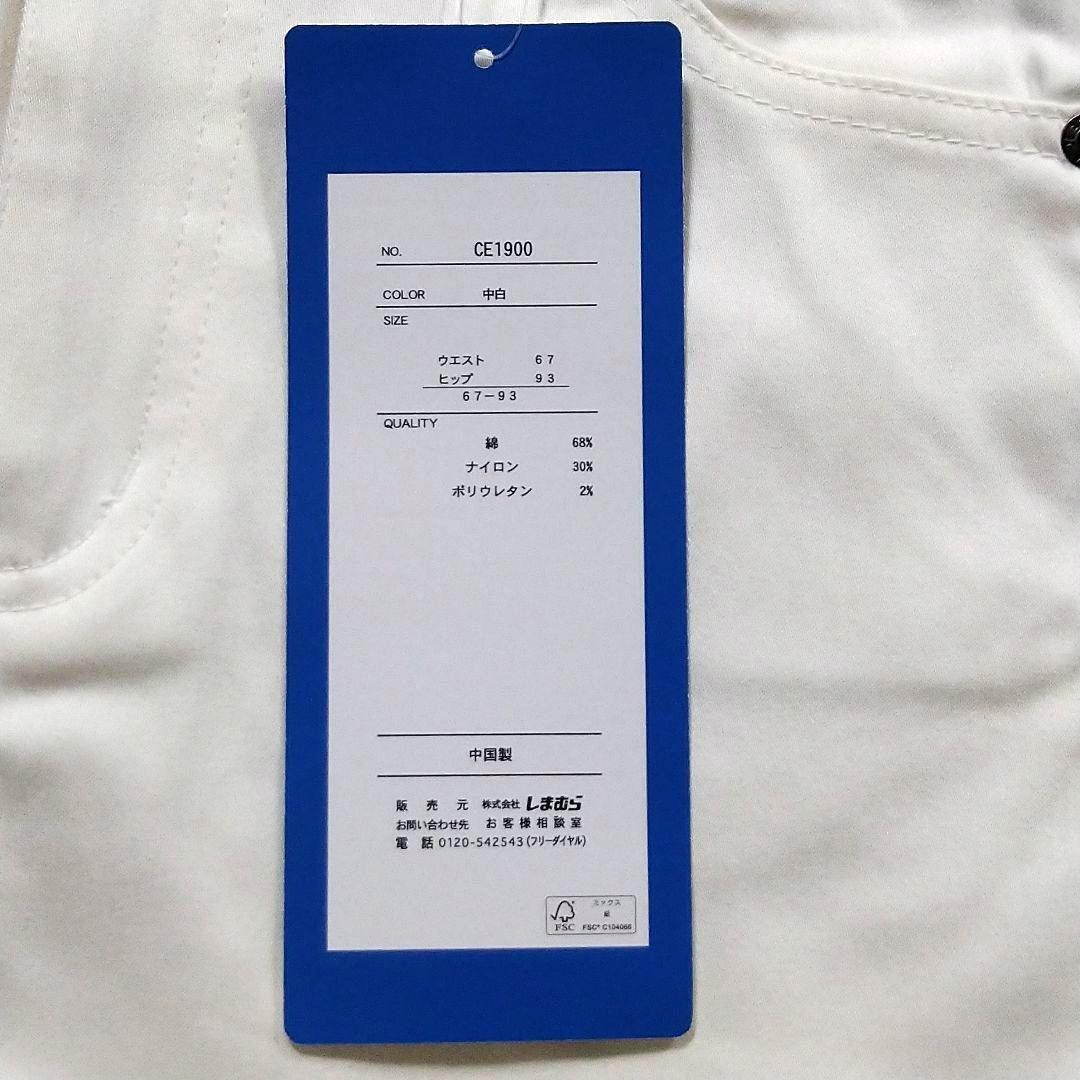 NO. CE1900
COLOR 中白
SIZE
ウエスト 67
ヒップ 93
67-93
QUALITY
綿 68%
ナイロン 30%
ポリウレタン 2%
中国製
販売元 株式会社 しまむら
お問い合わせ先 お客様相談室
電話 0120-542543(フリーダイヤル)
ミックス
紙
FSC FSC® C104066